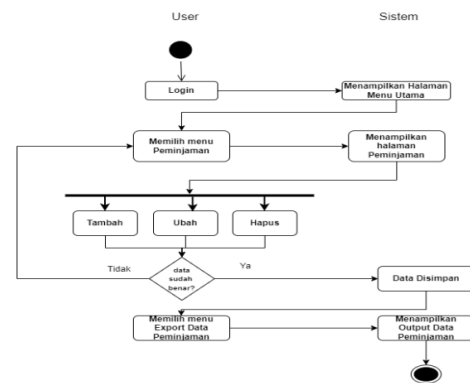 User
Sistem
Login
Menampilkan Halaman
Menu Utama
Memilih menu
Peminjaman
Menampilkan
halaman
Peminjaman
Tambah
Ubah
Hapus
Tidak
data
sudah
benar?
Ya
Data Disimpan
Memilih menu
Export Data
Peminjaman
Menampilkan
Output Data
Peminjaman